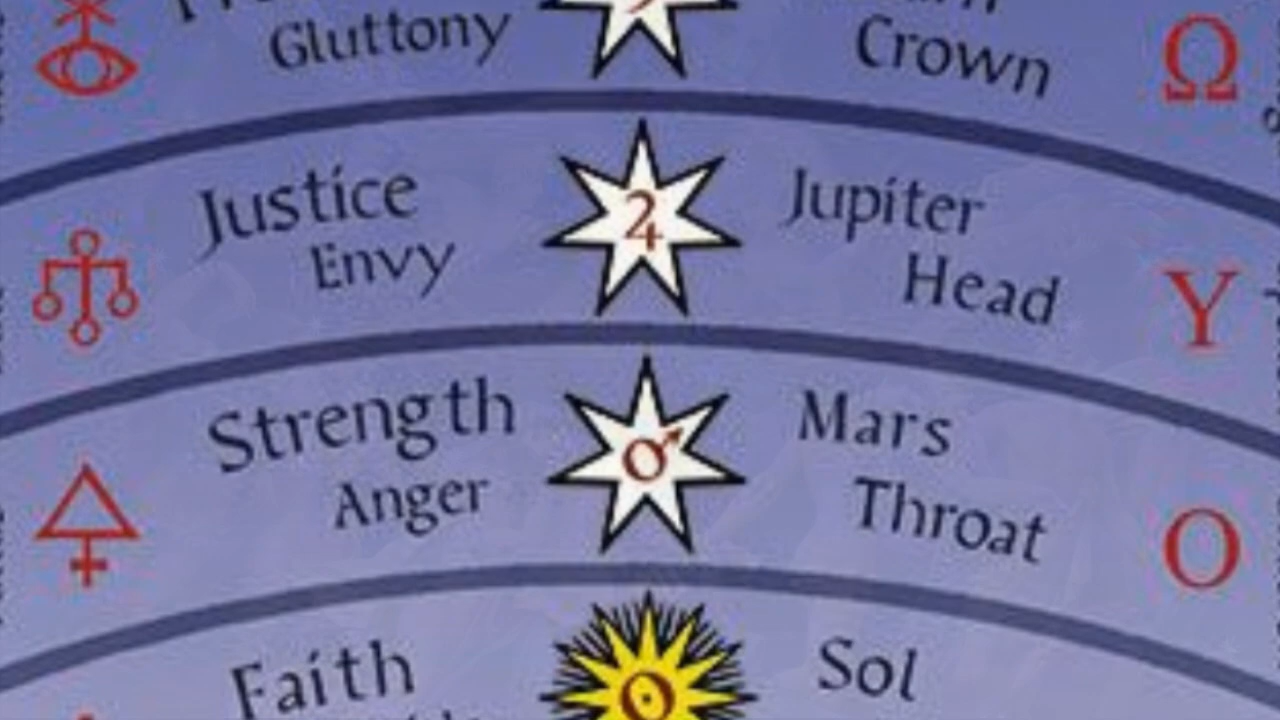 Gluttony
Crown
Ω
Justice
Envy
♃
Jupiter
Head
Υ
Strength
Anger
♂
Mars
Throat
Ο
Faith
☉
Sol